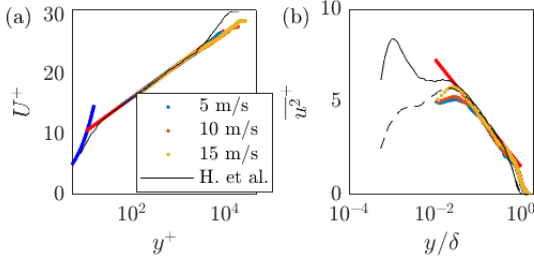 (a)
30
20
10
0
U^+
10^2
10^4
y^+
5 m/s
10 m/s
15 m/s
H. et al.
(b)
10
5
0
\overline{u^2}^+
10^{-4}
10^{-2}
10^0
y/δ